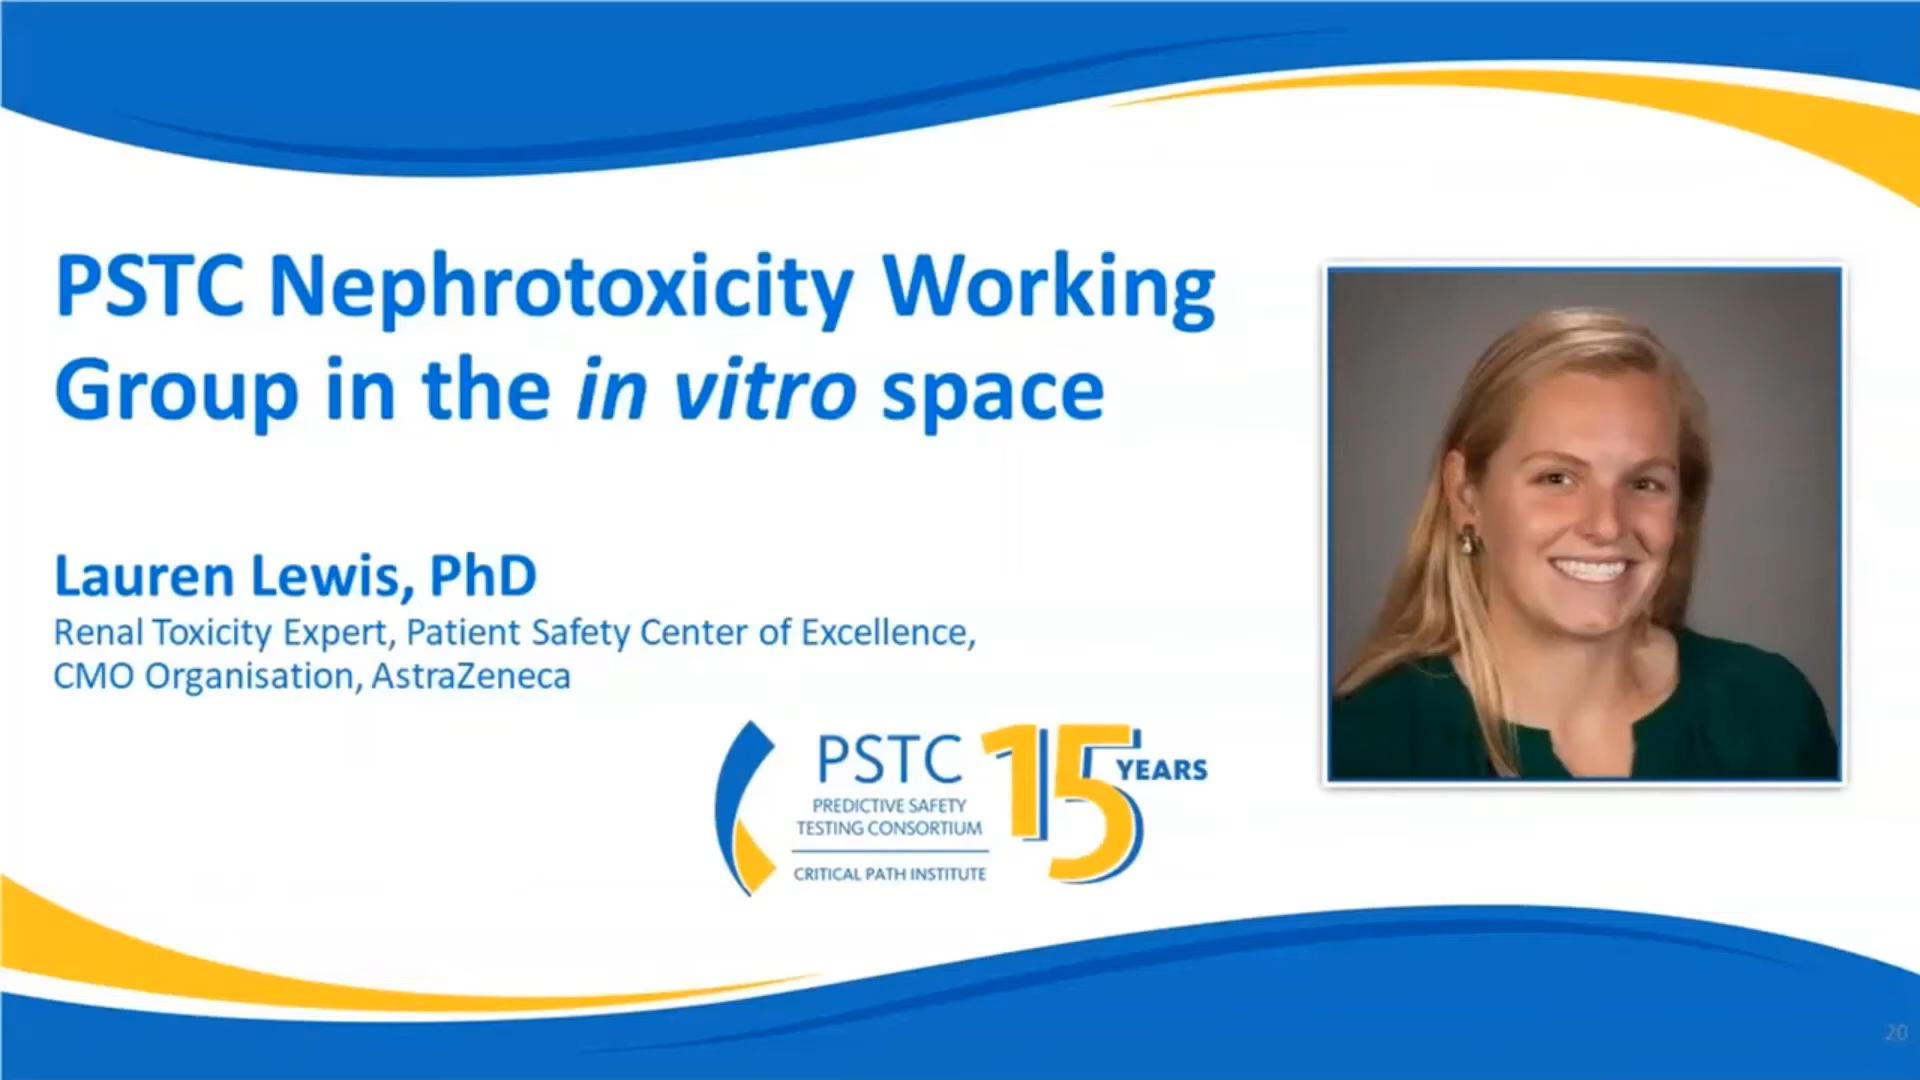 PSTC Nephrotoxicity Working
Group in the in vitro space
Lauren Lewis, PhD
Renal Toxicity Expert, Patient Safety Center of Excellence,
CMO Organisation, AstraZeneca
PSTC
PREDICTIVE SAFETY
TESTING CONSORTIUM
CRITICAL PATH INSTITUTE
15
YEARS
20